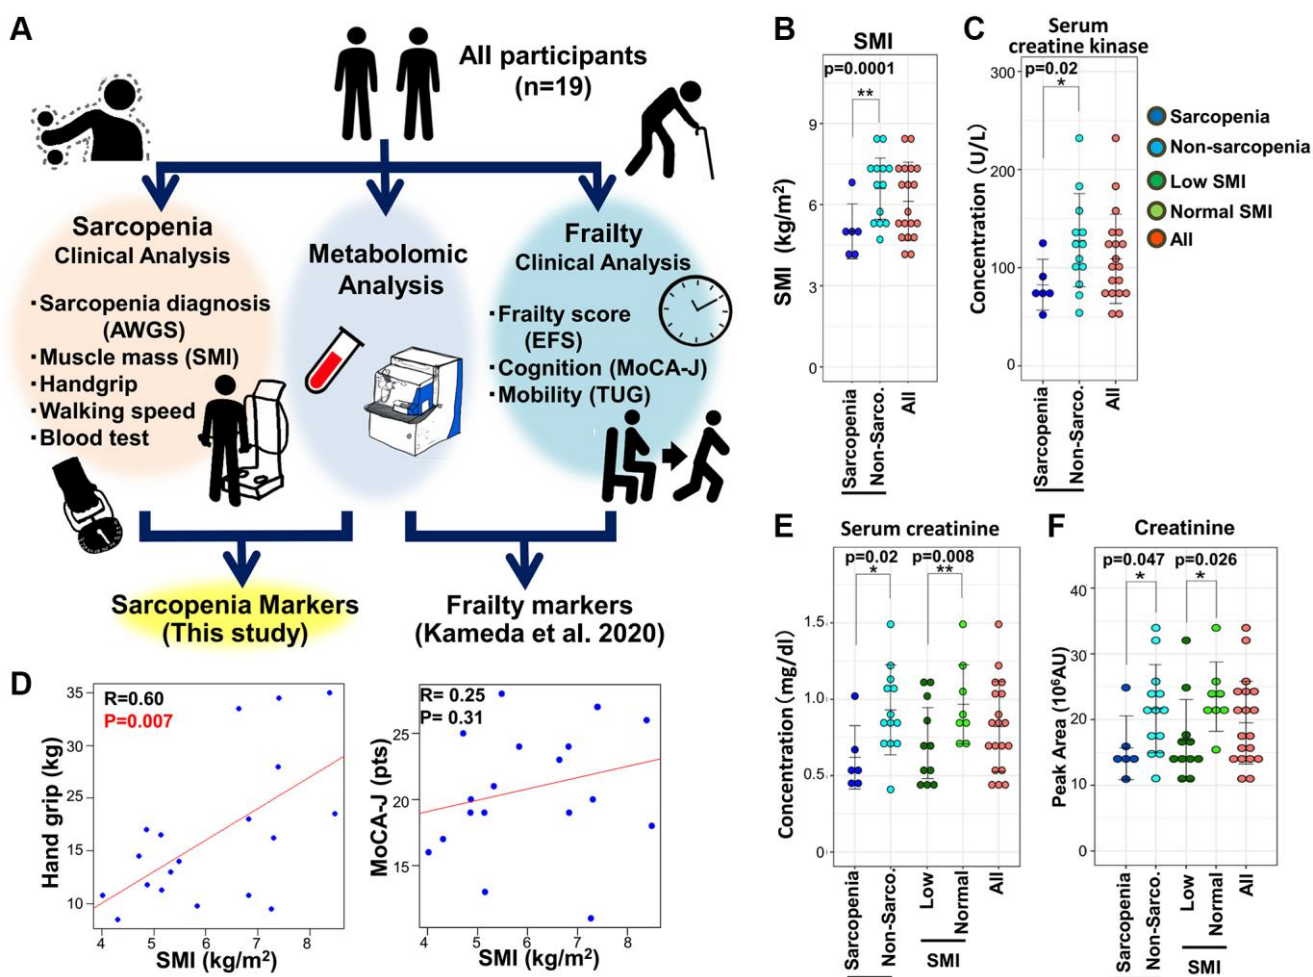 A
All participants
(n=19)
Sarcopenia
Clinical Analysis
・Sarcopenia diagnosis
(AWGS)
・Muscle mass (SMI)
・Handgrip
・Walking speed
・Blood test
Metabolomic
Analysis
Frailty
Clinical Analysis
・Frailty score
(EFS)
・Cognition (MoCA-J)
・Mobility (TUG)
Sarcopenia Markers
(This study)
Frailty markers
(Kameda et al. 2020)
B
SMI
p=0.0001
**
SMI (kg/m²)
9
6
3
0
Sarcopenia
Non-Sarco.
All
C
Serum
creatine kinase
p=0.02
*
Concentration (U/L)
300
200
100
0
Sarcopenia
Non-Sarco.
All
Sarcopenia
Non-sarcopenia
Low SMI
Normal SMI
All
D
R=0.60
P=0.007
Hand grip (kg)
35
30
25
15
10
4 5 6 7 8
SMI (kg/m²)
R= 0.25
P= 0.31
MoCA-J (pts)
25
20
15
4 5 6 7 8
SMI (kg/m²)
E
Serum creatinine
p=0.02
*
p=0.008
**
Concentration (mg/dl)
1.5
1.0
0.5
0
Sarcopenia
Non-Sarco.
Low
Normal
All
SMI
F
Creatinine
p=0.047
*
p=0.026
*
Peak Area (10⁶AU)
40
30
20
10
0
Sarcopenia
Non-Sarco.
Low
Normal
All
SMI